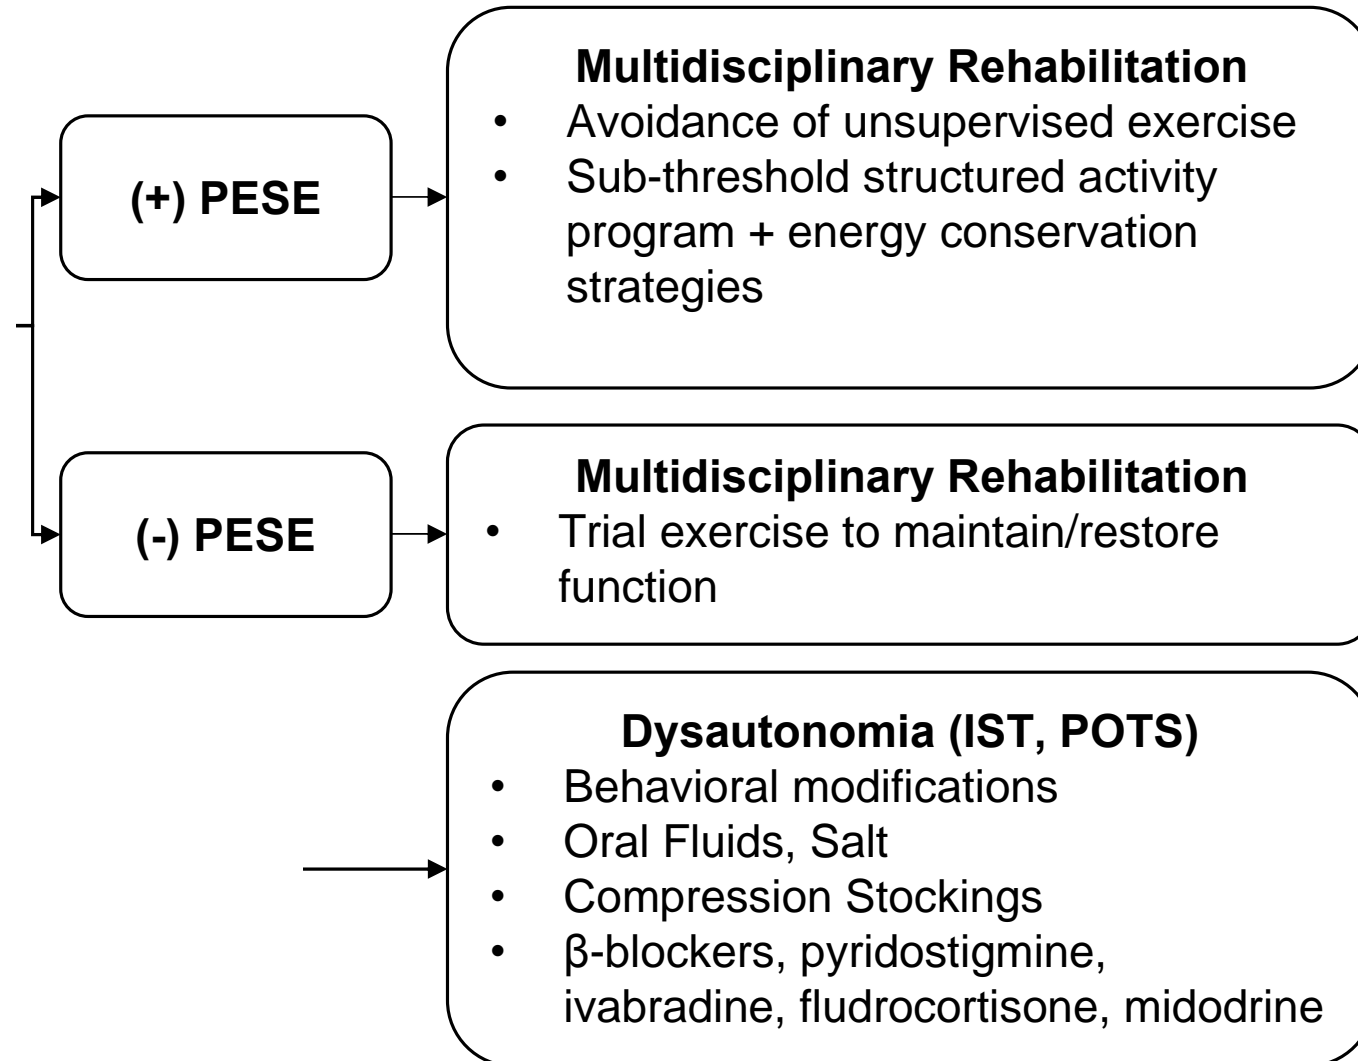 Multidisciplinary Rehabilitation
• Avoidance of unsupervised exercise
• Sub-threshold structured activity
program + energy conservation
strategies
(+) PESE
Multidisciplinary Rehabilitation
• Trial exercise to maintain/restore
function
(-) PESE
Dysautonomia (IST, POTS)
• Behavioral modifications
• Oral Fluids, Salt
• Compression Stockings
• β-blockers, pyridostigmine,
ivabradine, fludrocortisone, midodrine